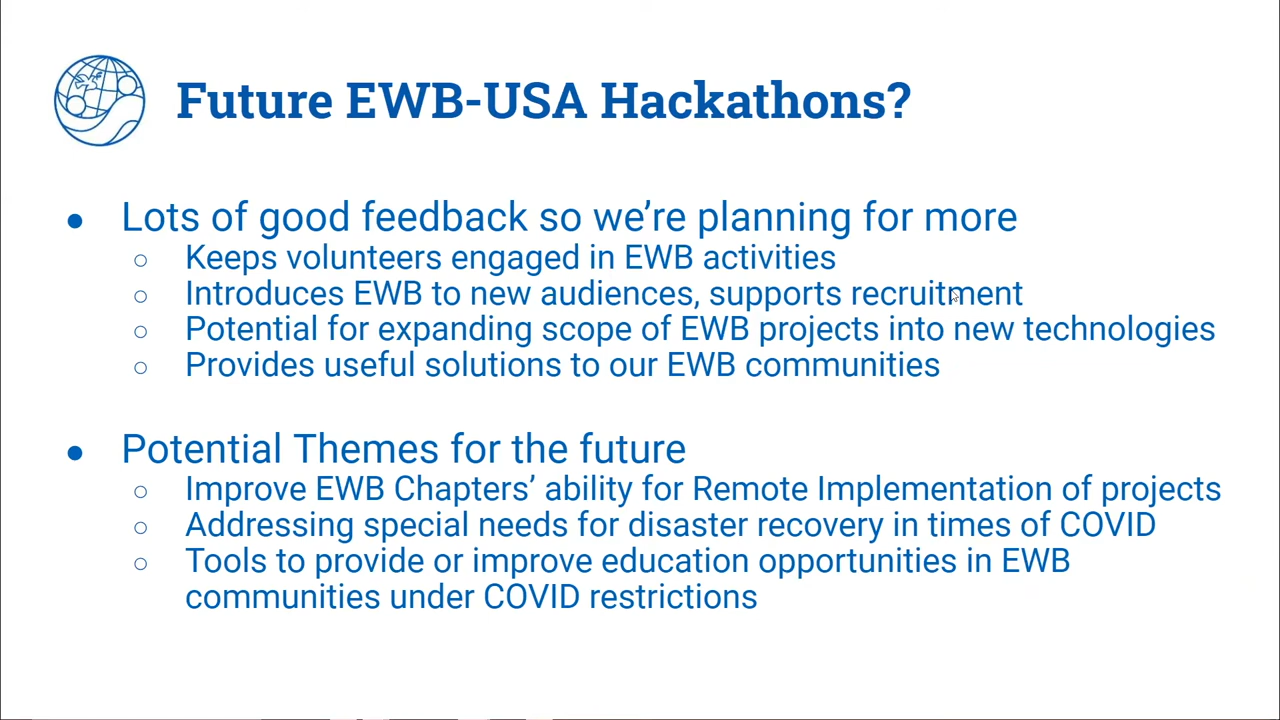 Future EWB-USA Hackathons?
● Lots of good feedback so we’re planning for more
○ Keeps volunteers engaged in EWB activities
○ Introduces EWB to new audiences, supports recruitment
○ Potential for expanding scope of EWB projects into new technologies
○ Provides useful solutions to our EWB communities
● Potential Themes for the future
○ Improve EWB Chapters’ ability for Remote Implementation of projects
○ Addressing special needs for disaster recovery in times of COVID
○ Tools to provide or improve education opportunities in EWB
communities under COVID restrictions